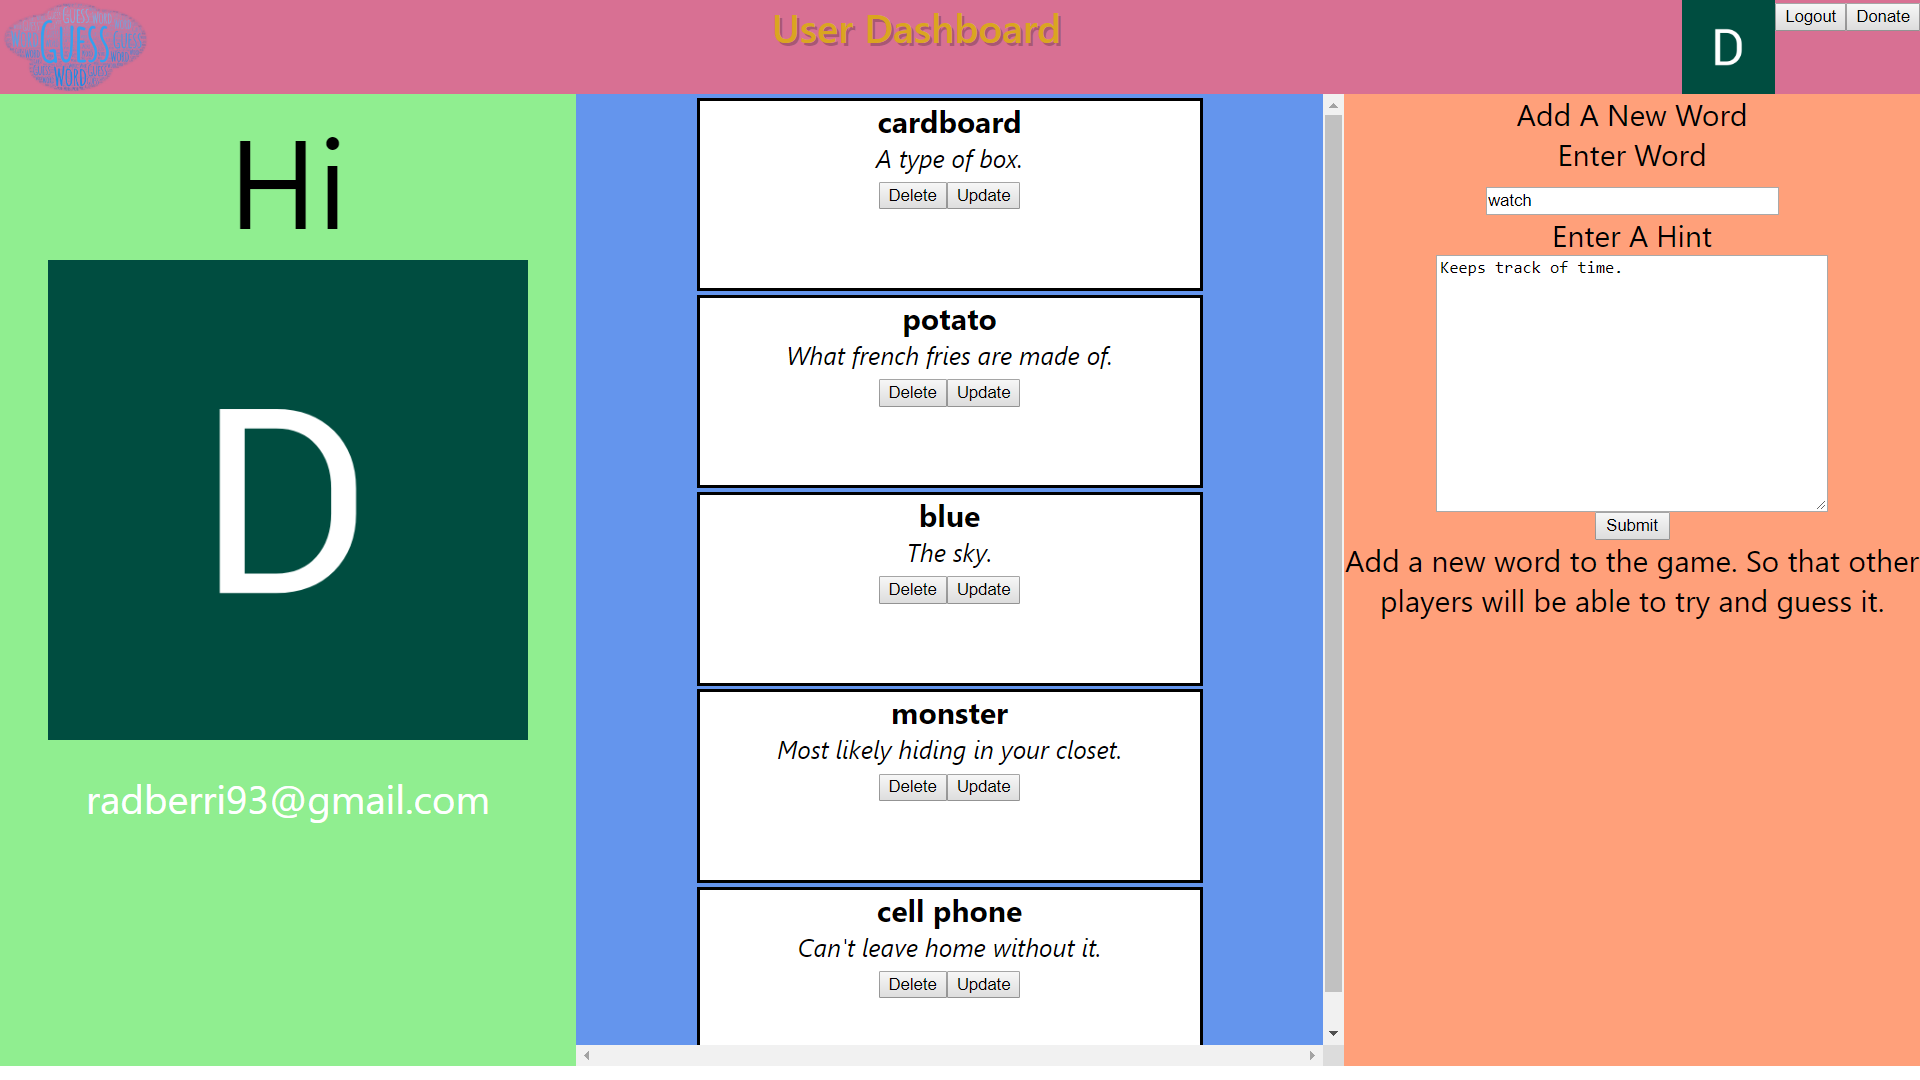 GUESS
WORD
User Dashboard
D
Logout
Donate
Hi
D
radberri93@gmail.com
cardboard
A type of box.
Delete Update
potato
What french fries are made of.
Delete Update
blue
The sky.
Delete Update
monster
Most likely hiding in your closet.
Delete Update
cell phone
Can't leave home without it.
Delete Update
Add A New Word
Enter Word
watch
Enter A Hint
Keeps track of time.
Submit
Add a new word to the game. So that other
players will be able to try and guess it.